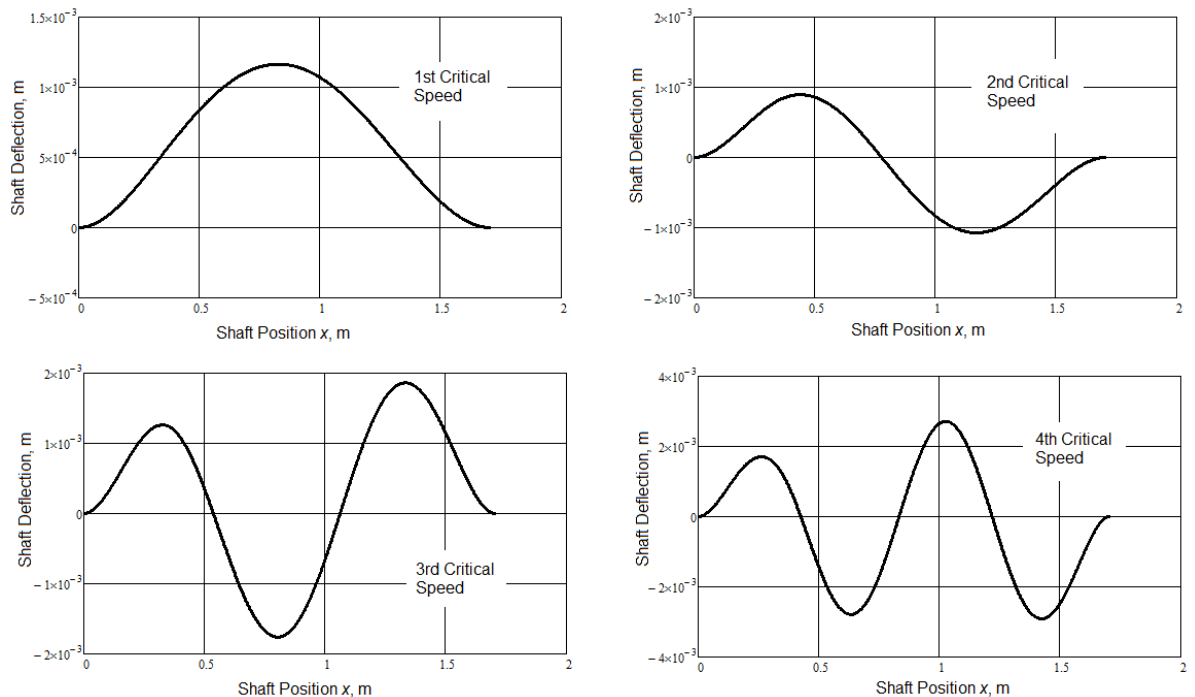 1.5×10⁻³
1×10⁻³
5×10⁻⁴
0
−5×10⁻⁴
Shaft Deflection, m
1st Critical
Speed
0
0.5
1
1.5
2
Shaft Position x, m
2×10⁻³
1×10⁻³
0
−1×10⁻³
−2×10⁻³
Shaft Deflection, m
2nd Critical
Speed
0
0.5
1
1.5
2
Shaft Position x, m
2×10⁻³
1×10⁻³
0
−1×10⁻³
−2×10⁻³
Shaft Deflection, m
3rd Critical
Speed
0
0.5
1
1.5
2
Shaft Position x, m
4×10⁻³
2×10⁻³
0
−2×10⁻³
−4×10⁻³
Shaft Deflection, m
4th Critical
Speed
0
0.5
1
1.5
2
Shaft Position x, m